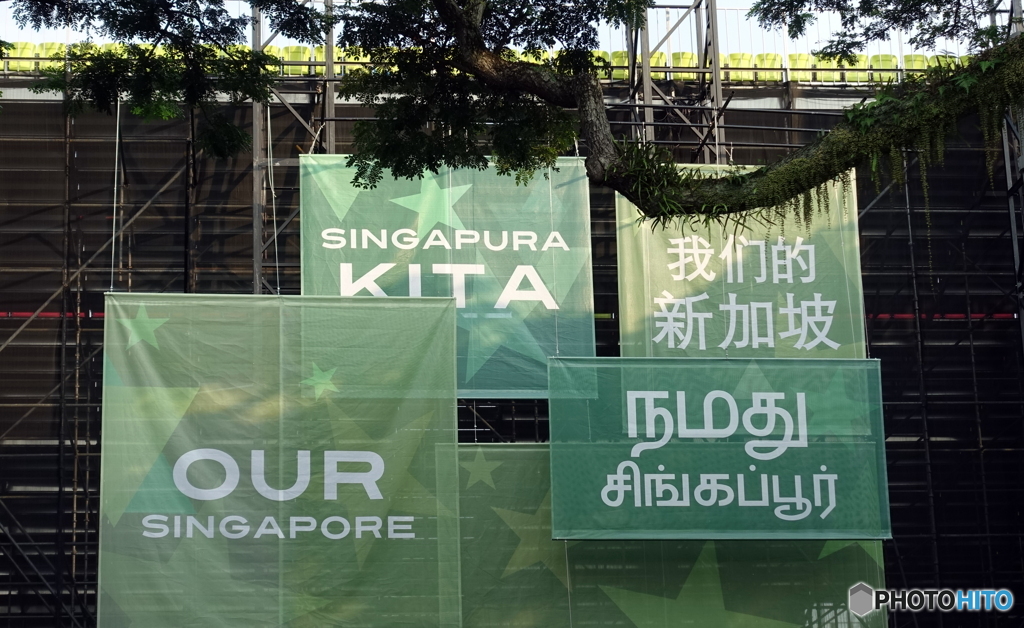 SINGAPURA
KITA
我们的
新加坡
OUR
SINGAPORE
நமது
சிங்கப்பூர்
PHOTOHITO